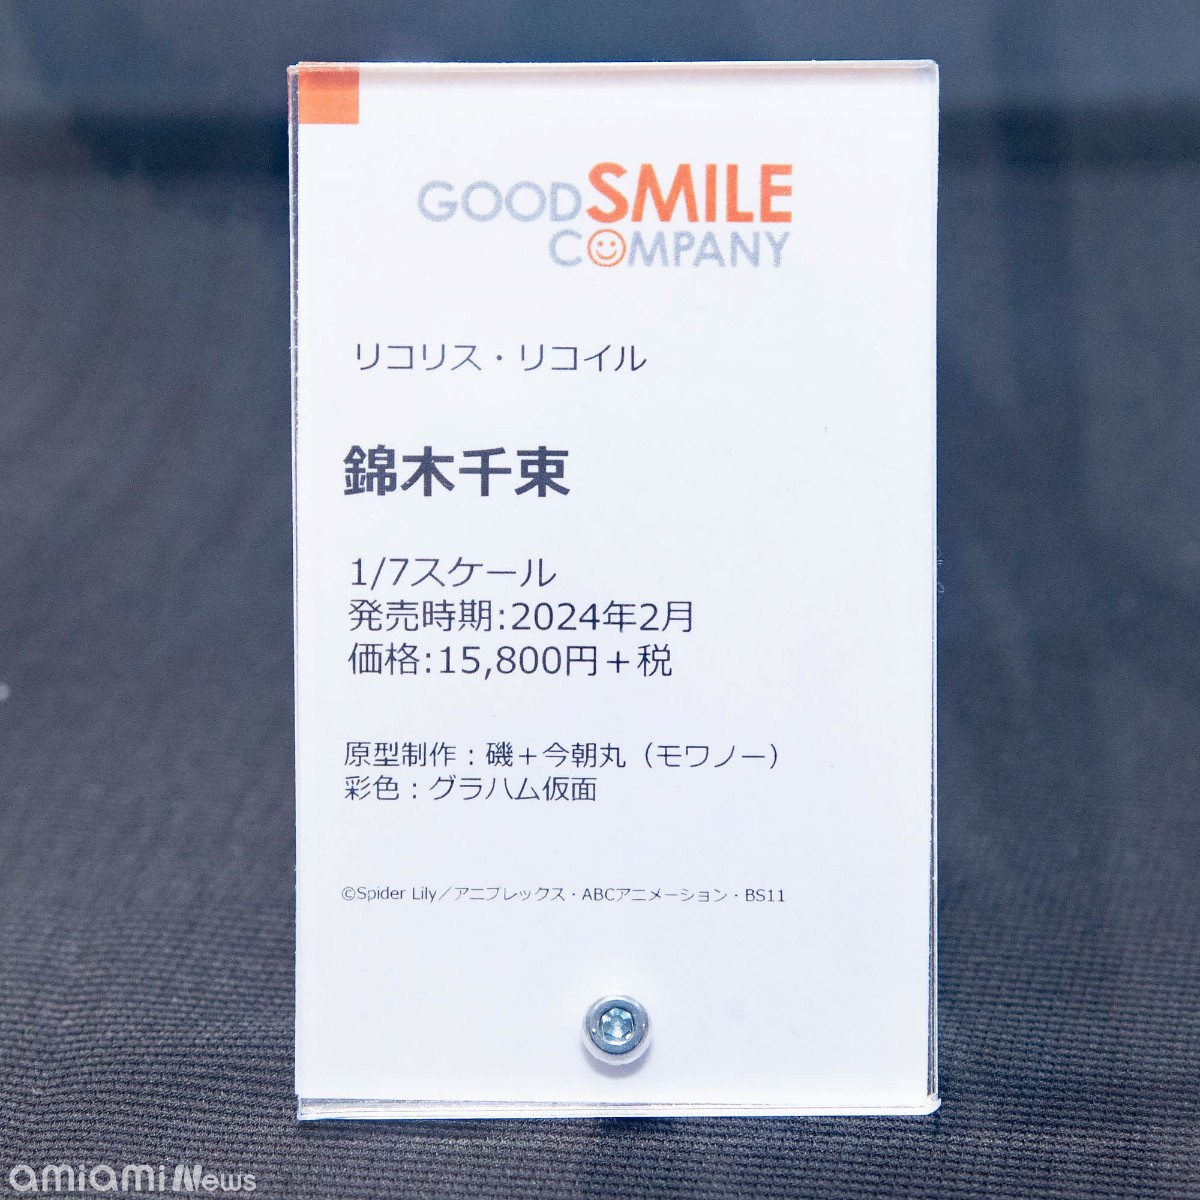 GOOD SMILE
COMPANY
リコリス・リコイル
錦木千束
1/7スケール
発売時期:2024年2月
価格:15,800円＋税
原型制作：磯＋今朝丸（モワノー）
彩色：グラハム仮面
©Spider Lily／アニプレックス・ABCアニメーション・BS11
amiami News